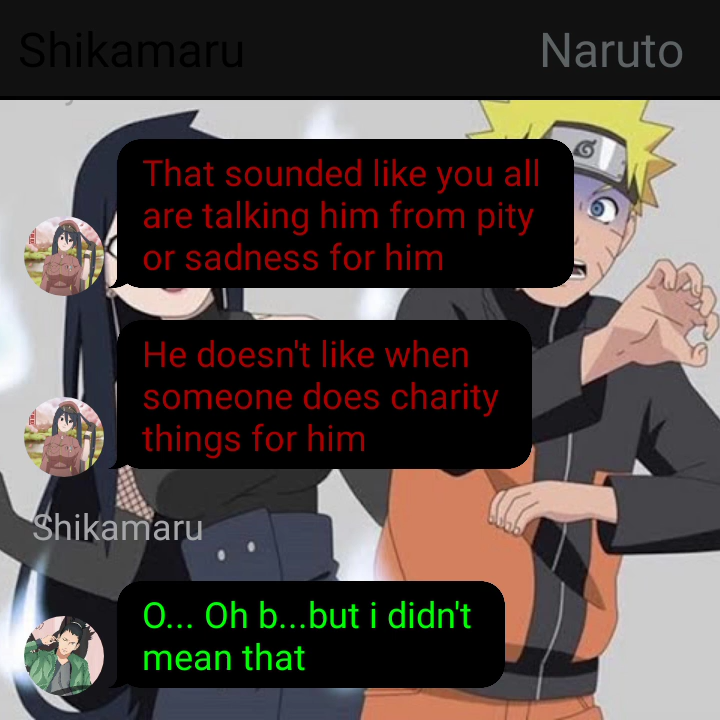 Shikamaru Naruto
That sounded like you all
are talking him from pity
or sadness for him
He doesn't like when
someone does charity
things for him
Shikamaru
O... Oh b...but i didn't
mean that